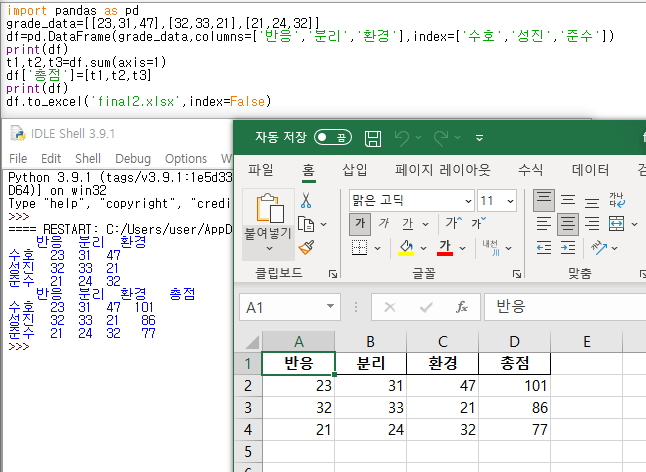 import pandas as pd
grade_data=[[23,31,47],[32,33,21],[21,24,32]]
df=pd.DataFrame(grade_data,columns=['반응','분리','환경'],index=['수호','성진','준수'])
print(df)
t1,t2,t3=df.sum(axis=1)
df['총점']=[t1,t2,t3]
print(df)
df.to_excel('final2.xlsx',index=False)
IDLE Shell 3.9.1
File Edit Shell Debug Options W
Python 3.9.1 (tags/v3.9.1:1e5d33
D64)] on win32
Type "help", "copyright", "credi
>>>
==== RESTART: C:/Users/user/AppD
반응 분리 환경
수호 23 31 47
성진 32 33 21
준수 21 24 32
반응 분리 환경 총점
수호 23 31 47 101
성진 32 33 21 86
준수 21 24 32 77
>>>
자동 저장 끔
파일 홈 삽입 페이지 레이아웃 수식 데이터 검
붙여넣기
클립보드
맑은 고딕 11
가 가 가 가 가
가 내천
글꼴
가나
다
맞춤
A1 fx 반응
A B C D E
1 반응 분리 환경 총점
2 23 31 47 101
3 32 33 21 86
4 21 24 32 77
5